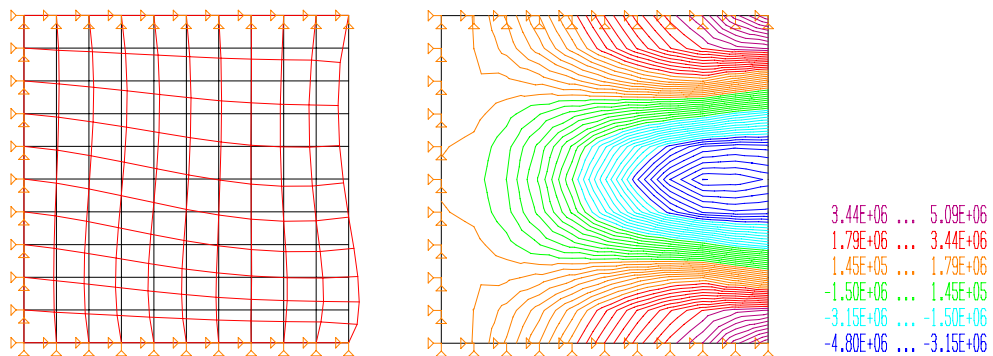 3.44E+06 ... 5.09E+06
1.79E+06 ... 3.44E+06
1.45E+05 ... 1.79E+06
-1.50E+06 ... 1.45E+05
-3.15E+06 ... -1.50E+06
-4.80E+06 ... -3.15E+06